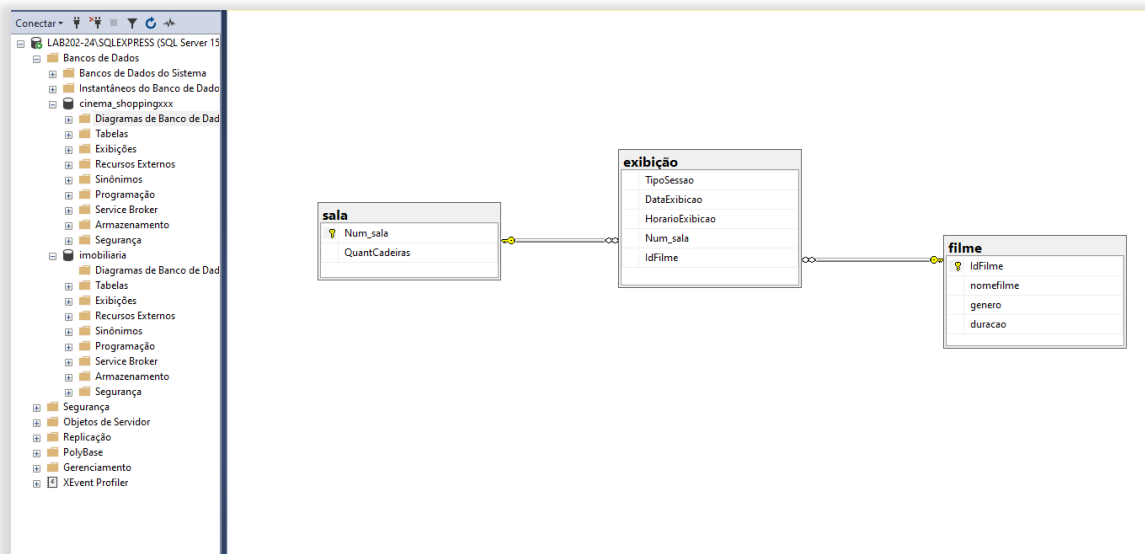 Conectar
LAB202-24\SQLEXPRESS (SQL Server 15
Bancos de Dados
Bancos de Dados do Sistema
Instantâneos do Banco de Dado
cinema_shoppingxxx
Diagramas de Banco de Dad
Tabelas
Exibições
Recursos Externos
Sinônimos
Programação
Service Broker
Armazenamento
Segurança
imobiliaria
Diagramas de Banco de Dad
Tabelas
Exibições
Recursos Externos
Sinônimos
Programação
Service Broker
Armazenamento
Segurança
Segurança
Objetos de Servidor
Replicação
PolyBase
Gerenciamento
XEvent Profiler
sala
Num_sala
QuantCadeiras
exibição
TipoSessao
DataExibicao
HorarioExibicao
Num_sala
IdFilme
filme
IdFilme
nomefilme
genero
duracao